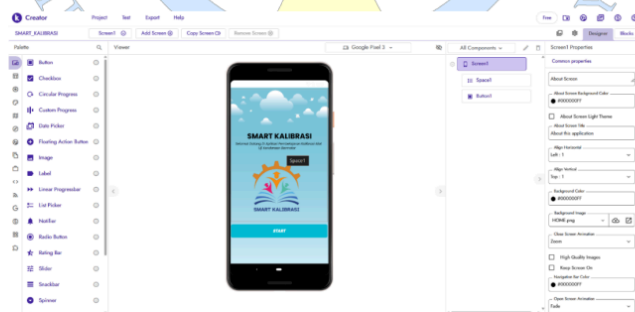 Creator
Project Test Export Help
Free
SMART_KALIBRASI
Screen1
Add Screen
Copy Screen
Remove Screen
Designer
Blocks
Palette
Viewer
Google Pixel 3
All Components
Screen1 Properties
Button
Checkbox
Circular Progress
Custom Progress
Date Picker
Floating Action Button
Image
Label
Linear Progressbar
List Picker
Notifier
Radio Button
Rating Bar
Slider
Snackbar
Spinner
SMART KALIBRASI
Space1
SMART KALIBRASI
START
Screen1
Space1
Button1
Common properties
About Screen
About Screen Background Color
#000000FF
About Screen Light Theme
About Screen Title
About this application
Align Horizontal
Left : 1
Align Vertical
Top : 1
Background Color
#000000FF
Background Image
HOME.png
Close Screen Animation
Zoom
High Quality Images
Keep Screen On
Navigation Bar Color
#000000FF
Open Screen Animation
Fade